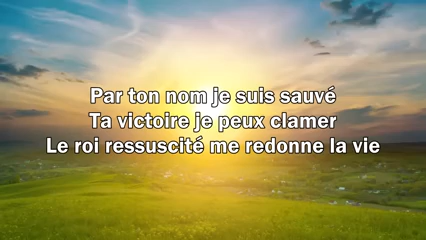 Par ton nom je suis sauvé
Ta victoire je peux clamer
Le roi ressuscité me redonne la vie